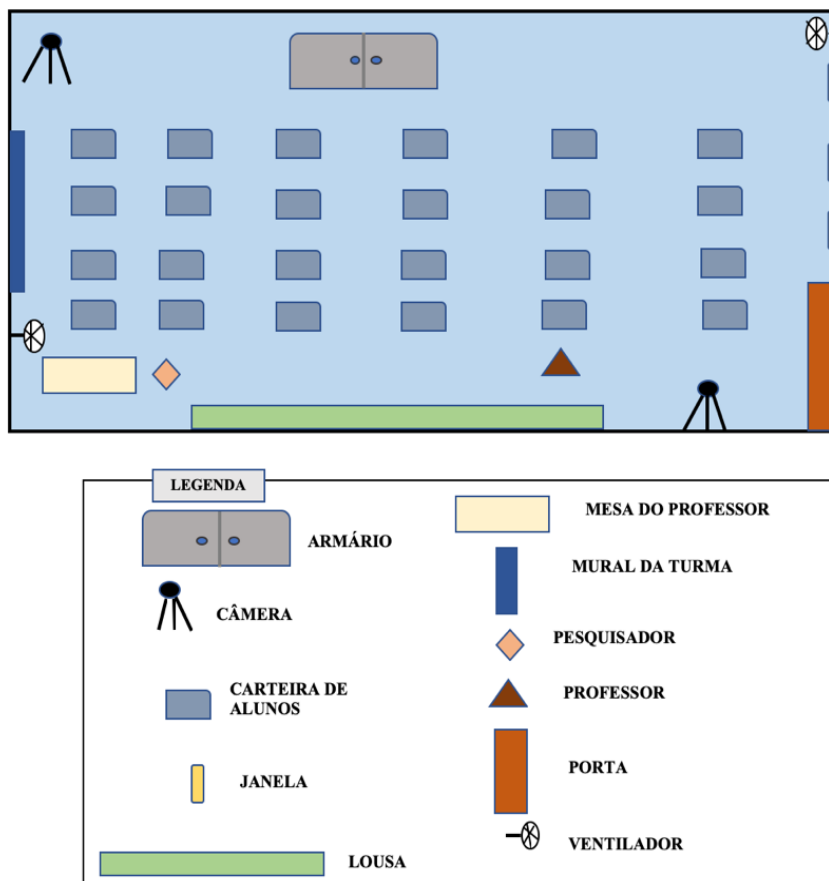 LEGENDA
ARMÁRIO
CÂMERA
CARTEIRA DE
ALUNOS
JANELA
LOUSA
MESA DO PROFESSOR
MURAL DA TURMA
PESQUISADOR
PROFESSOR
PORTA
VENTILADOR